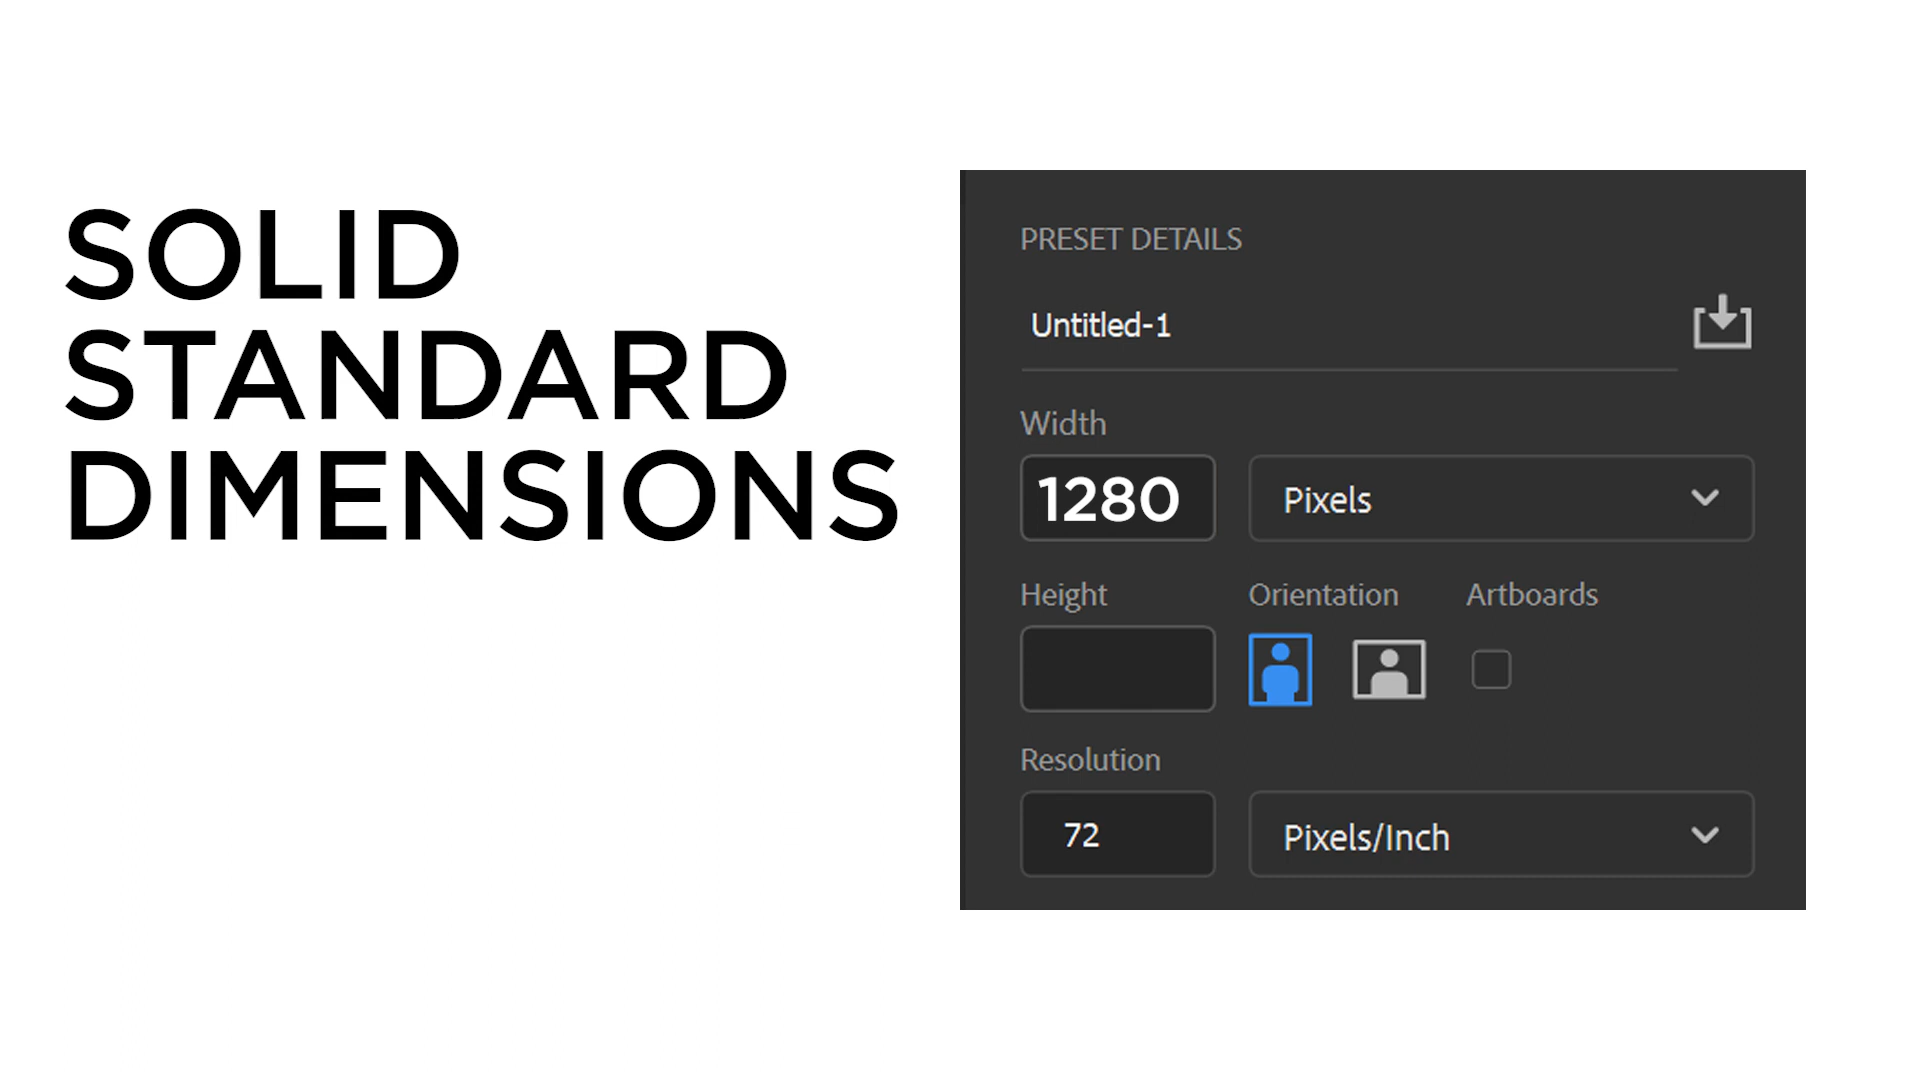 SOLID
STANDARD
DIMENSIONS
PRESET DETAILS
Untitled-1
Width
1280 Pixels
Height Orientation Artboards
Resolution
72 Pixels/Inch